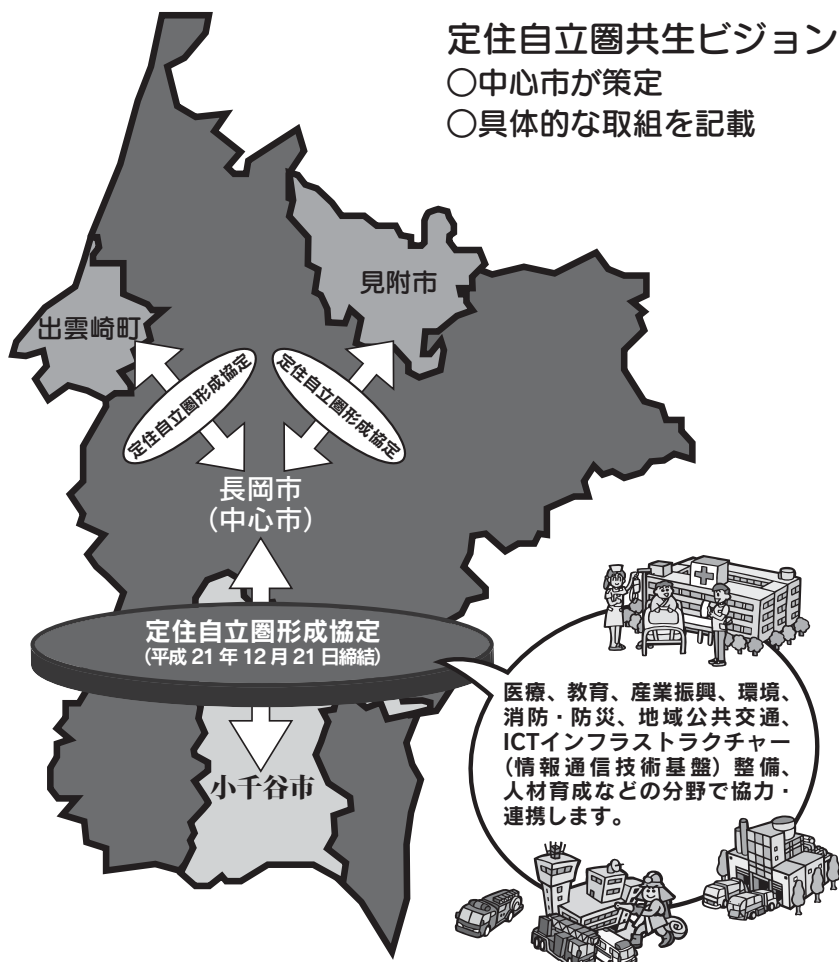 定住自立圏共生ビジョン
○中心市が策定
○具体的な取組を記載
見附市
出雲崎町
定住自立圏形成協定
定住自立圏形成協定
長岡市
（中心市）
定住自立圏形成協定
（平成 21 年 12 月 21 日締結）
小千谷市
医療、教育、産業振興、環境、
消防・防災、地域公共交通、
ICTインフラストラクチャー
（情報通信技術基盤）整備、
人材育成などの分野で協力・
連携します。